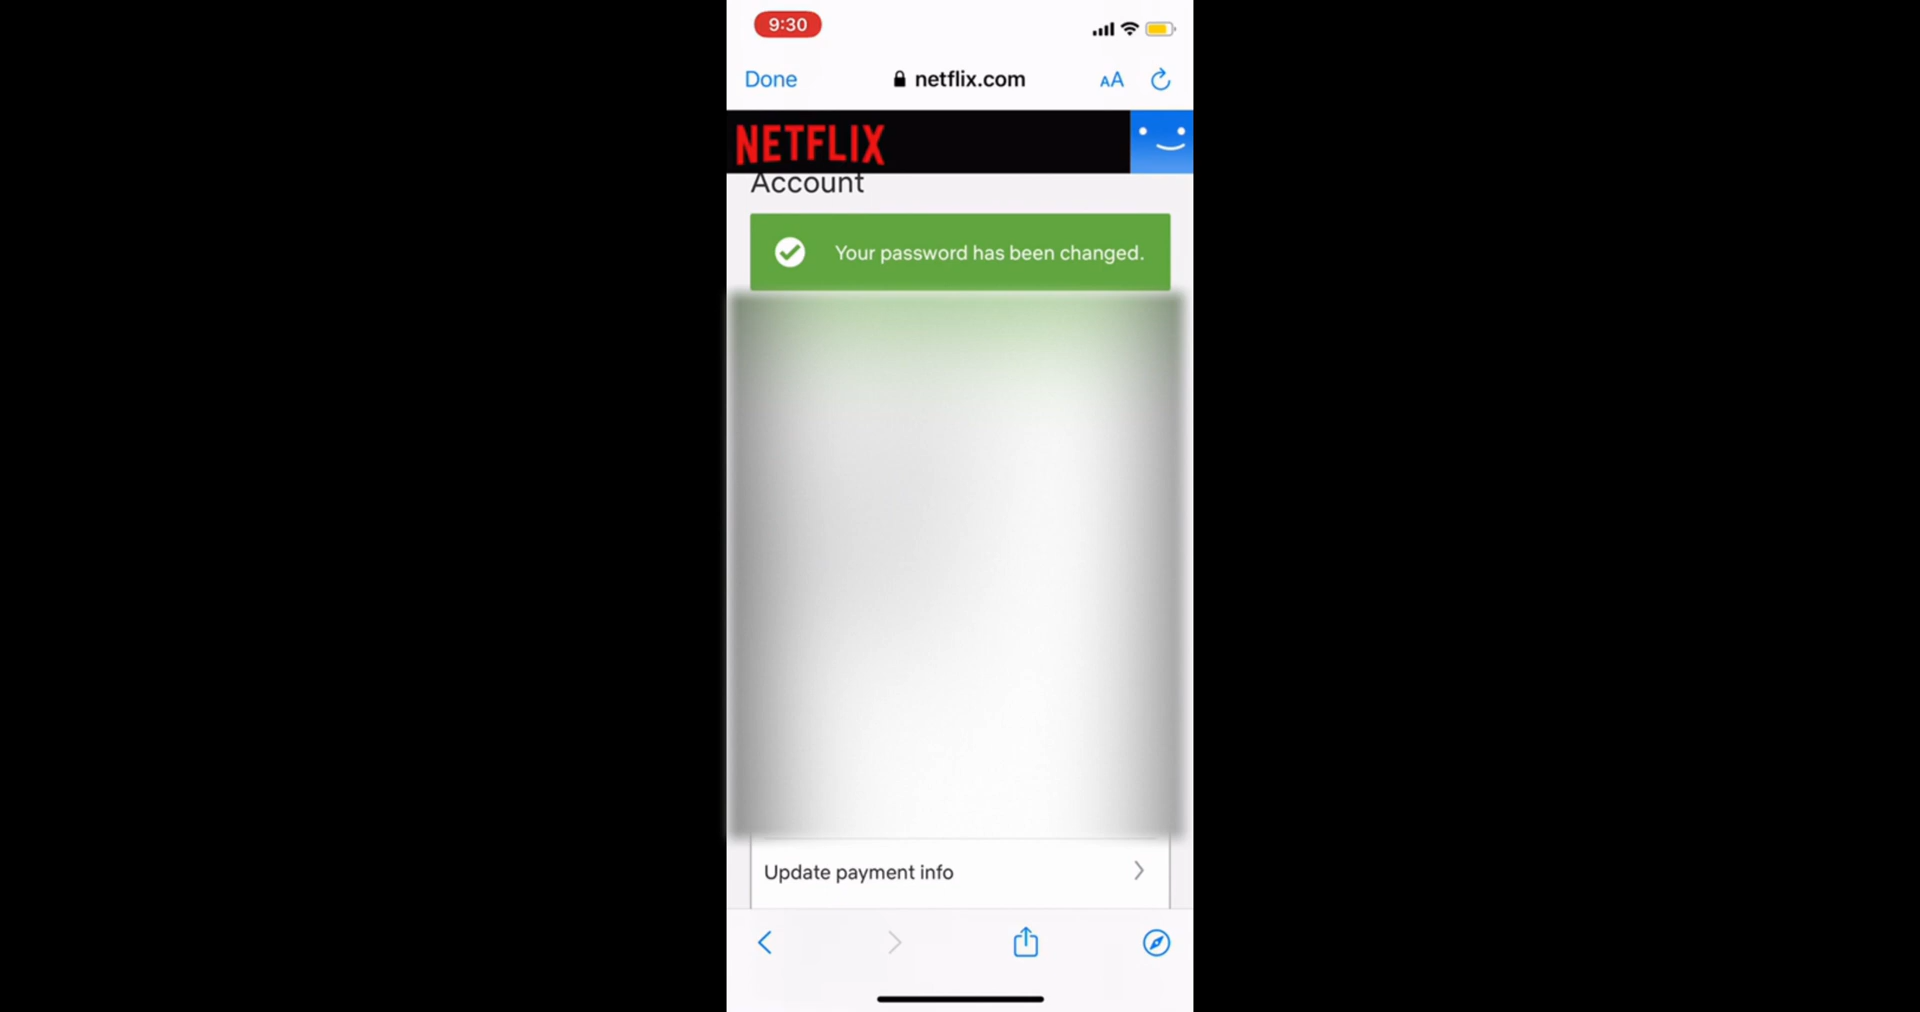 9:30
Done netflix.com AA
NETFLIX
Account
Your password has been changed.
Update payment info